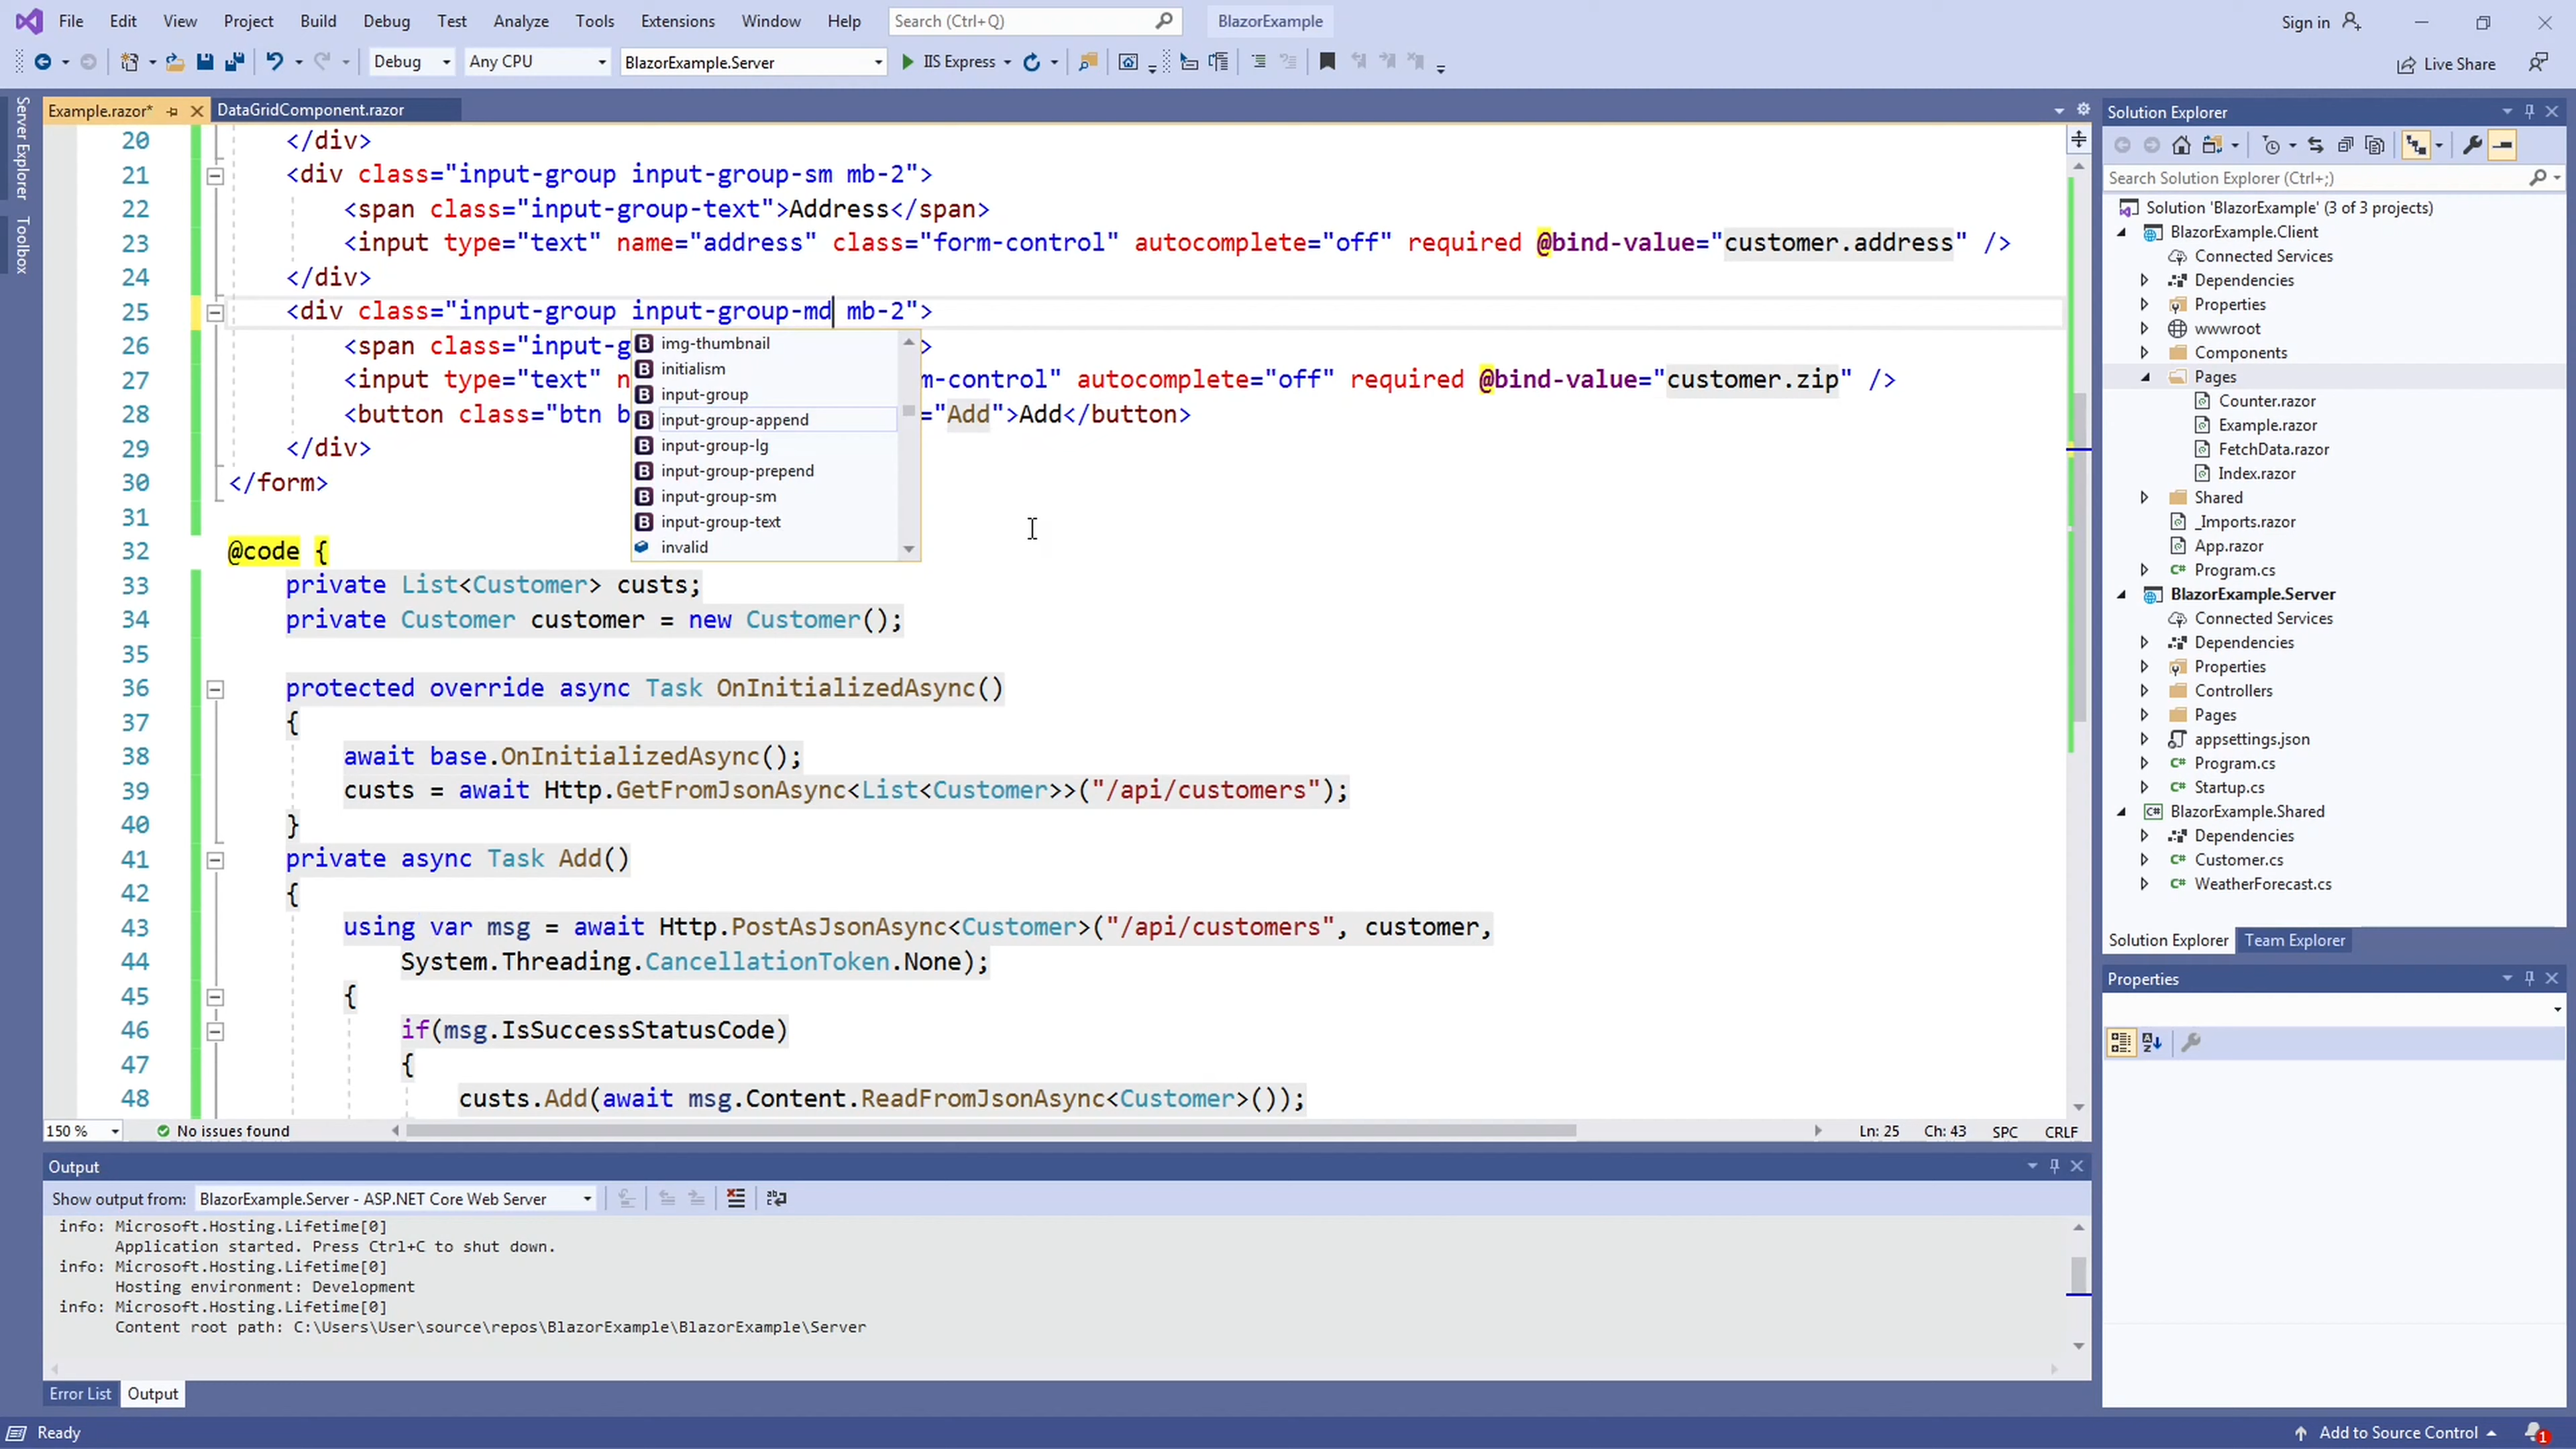 File Edit View Project Build Debug Test Analyze Tools Extensions Window Help Search (Ctrl+Q) BlazorExample Sign in
Debug Any CPU BlazorExample.Server IIS Express Live Share
Server Explorer
Toolbox
Example.razor* DataGridComponent.razor
20 </div>
21 <div class="input-group input-group-sm mb-2">
22 <span class="input-group-text">Address</span>
23 <input type="text" name="address" class="form-control" autocomplete="off" required @bind-value="customer.address" />
24 </div>
25 <div class="input-group input-group-md mb-2">
26 <span class="input-g >
27 <input type="text" n m-control" autocomplete="off" required @bind-value="customer.zip" />
28 <button class="btn b ="Add">Add</button>
29 </div>
30 </form>
31
32 @code {
33 private List<Customer> custs;
34 private Customer customer = new Customer();
35
36 protected override async Task OnInitializedAsync()
37 {
38 await base.OnInitializedAsync();
39 custs = await Http.GetFromJsonAsync<List<Customer>>("/api/customers");
40 }
41 private async Task Add()
42 {
43 using var msg = await Http.PostAsJsonAsync<Customer>("/api/customers", customer,
44 System.Threading.CancellationToken.None);
45 {
46 if(msg.IsSuccessStatusCode)
47 {
48 custs.Add(await msg.Content.ReadFromJsonAsync<Customer>());
img-thumbnail
initialism
input-group
input-group-append
input-group-lg
input-group-prepend
input-group-sm
input-group-text
invalid
150 % No issues found Ln: 25 Ch: 43 SPC CRLF
Output
Show output from: BlazorExample.Server - ASP.NET Core Web Server
info: Microsoft.Hosting.Lifetime[0]
Application started. Press Ctrl+C to shut down.
info: Microsoft.Hosting.Lifetime[0]
Hosting environment: Development
info: Microsoft.Hosting.Lifetime[0]
Content root path: C:\Users\User\source\repos\BlazorExample\BlazorExample\Server
Error List Output
Solution Explorer
Search Solution Explorer (Ctrl+;)
Solution 'BlazorExample' (3 of 3 projects)
BlazorExample.Client
Connected Services
Dependencies
Properties
wwwroot
Components
Pages
Counter.razor
Example.razor
FetchData.razor
Index.razor
Shared
_Imports.razor
App.razor
C# Program.cs
BlazorExample.Server
Connected Services
Dependencies
Properties
Controllers
Pages
appsettings.json
C# Program.cs
C# Startup.cs
C# BlazorExample.Shared
Dependencies
C# Customer.cs
C# WeatherForecast.cs
Solution Explorer Team Explorer
Properties
Ready Add to Source Control 1